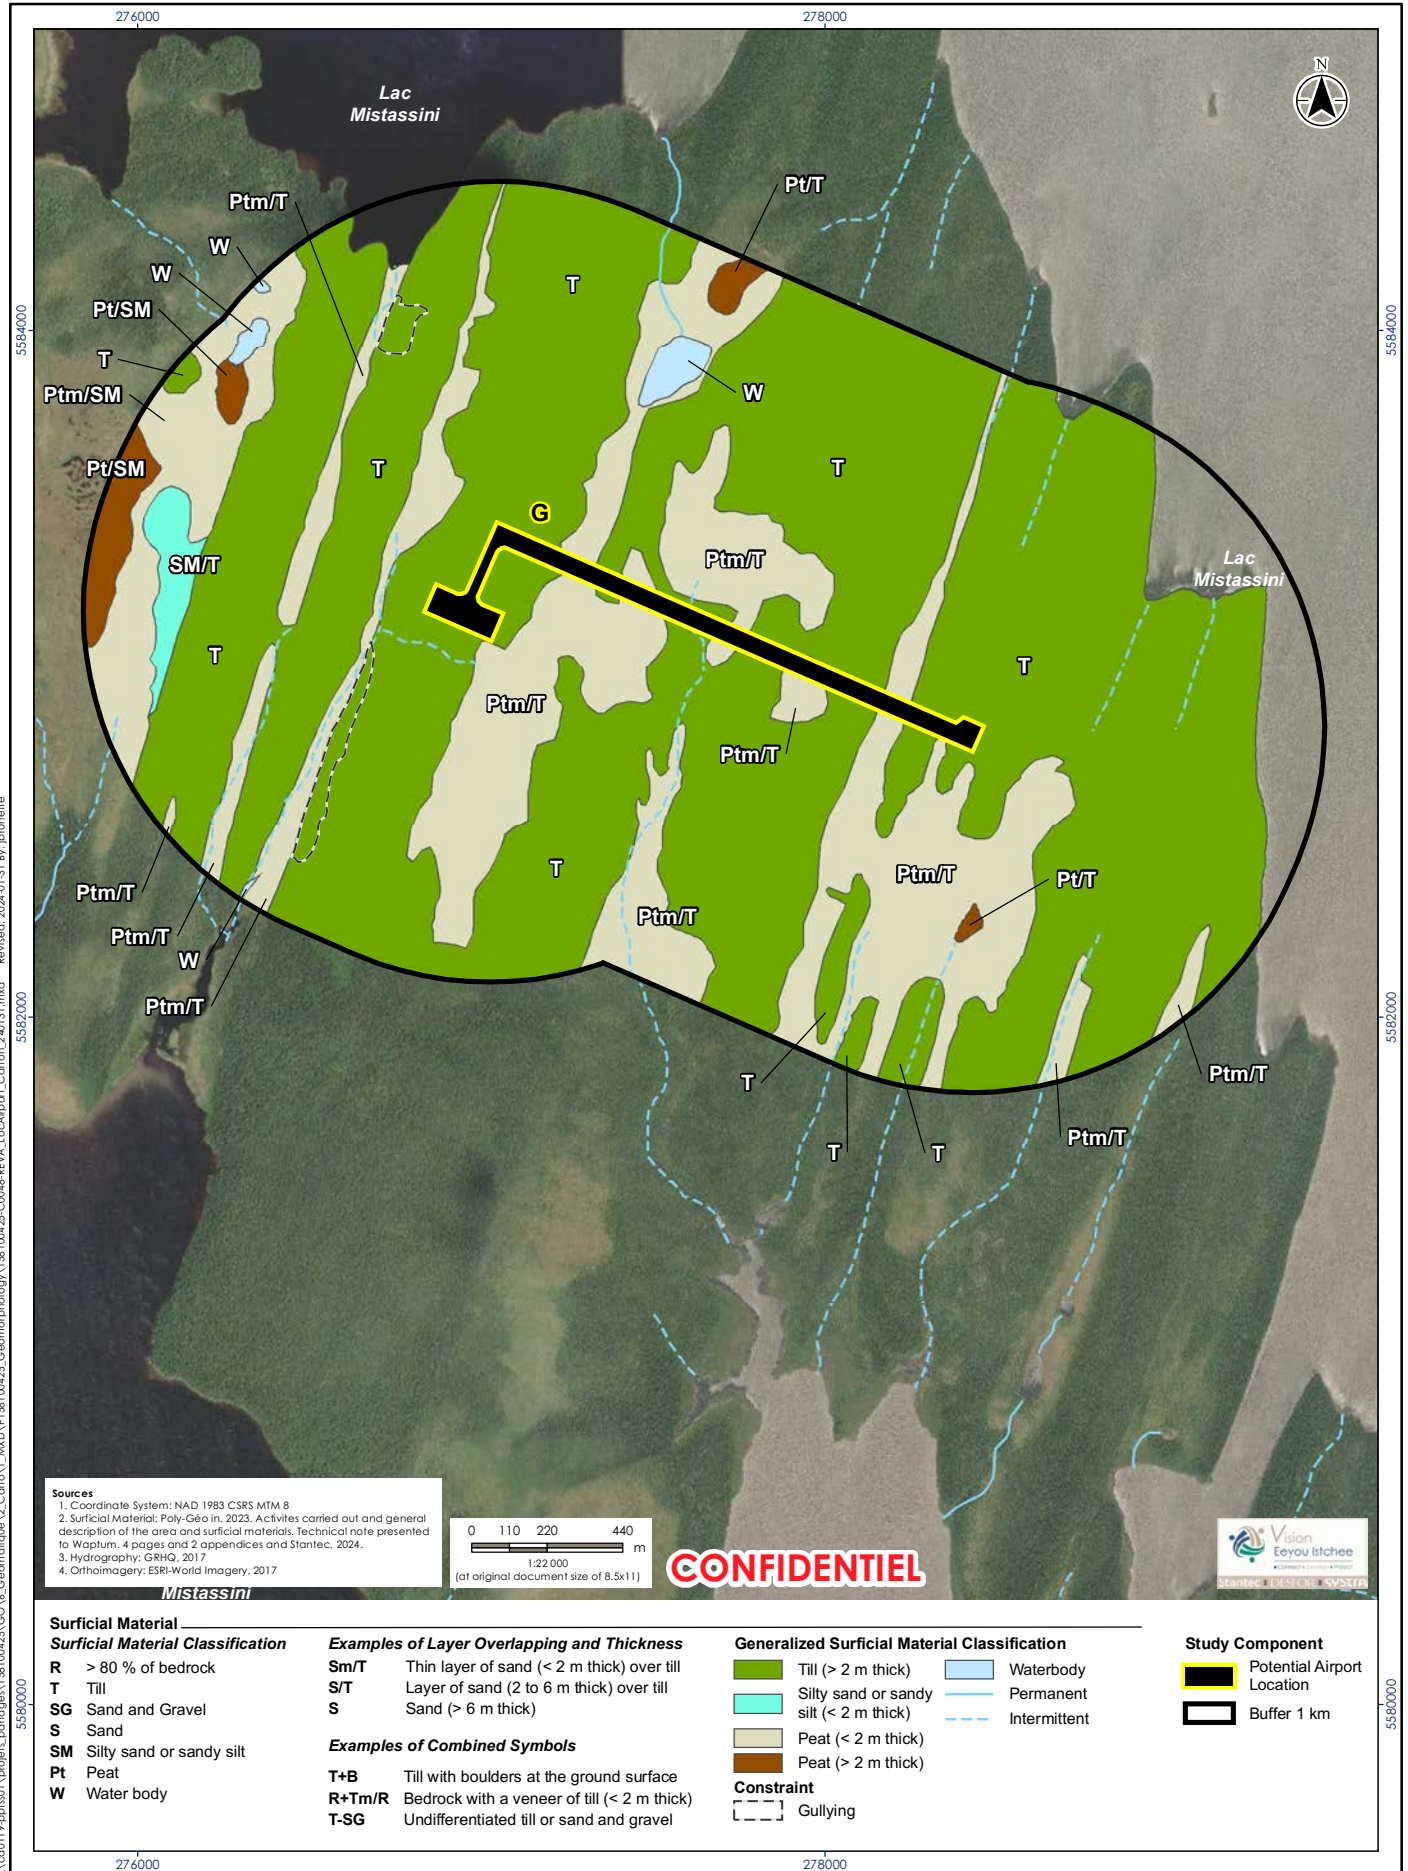 276000
278000
Lac
Mistassini
N
Ptm/T
Pt/T
W
W
T
Pt/SM
5584000
5584000
T
W
Ptm/SM
T
T
Pt/SM
G
SM/T
Ptm/T
Lac
Mistassini
T
T
Ptm/T
Ptm/T
T
Ptm/T
Pt/T
Ptm/T
Ptm/T
Ptm/T
W
Ptm/T
5582000
5582000
Ptm/T
T
Ptm/T
T
T
Sources
1. Coordinate System: NAD 1983 CSRS MTM 8
2. Surficial Material: Poly-Géo in. 2023. Activites carried out and general
description of the area and surficial materials. Technical note presented
to Waptum. 4 pages and 2 appendices and Stantec, 2024.
3. Hydrography: GRHQ, 2017
4. Orthoimagery: ESRI-World Imagery, 2017
Mistassini
0 110 220 440
m
1:22 000
(at original document size of 8.5x11)
CONFIDENTIEL
Vision
Eeyou Istchee
Stantec DESFOR SYSTRA
Surficial Material
Surficial Material Classification
R > 80 % of bedrock
T Till
SG Sand and Gravel
S Sand
SM Silty sand or sandy silt
Pt Peat
W Water body
Examples of Layer Overlapping and Thickness
Sm/T Thin layer of sand (< 2 m thick) over till
S/T Layer of sand (2 to 6 m thick) over till
S Sand (> 6 m thick)
Examples of Combined Symbols
T+B Till with boulders at the ground surface
R+Tm/R Bedrock with a veneer of till (< 2 m thick)
T-SG Undifferentiated till or sand and gravel
Generalized Surficial Material Classification
Till (> 2 m thick)
Silty sand or sandy
silt (< 2 m thick)
Peat (< 2 m thick)
Peat (> 2 m thick)
Waterbody
Permanent
Intermittent
Constraint
Gullying
Study Component
Potential Airport
Location
Buffer 1 km
5580000
5580000
276000
278000